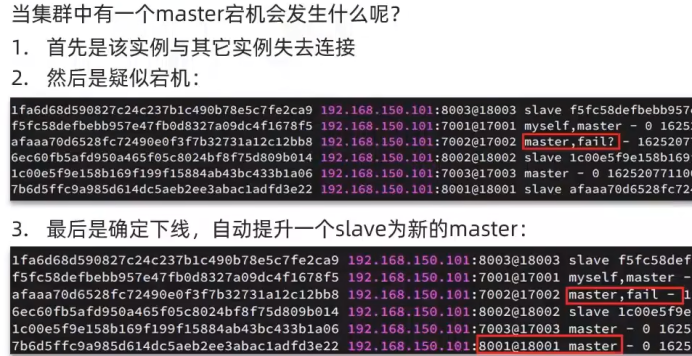 当集群中有一个master宕机会发生什么呢？
1. 首先是该实例与其它实例失去连接
2. 然后是疑似宕机：
1fa6d68d590827c24c237b1c490b78e5c7fe2ca9 192.168.150.101:8003@18003 slave f5fc58defbebb957
f5fc58defbebb957e47fb0d8327a09dc4f1678f5 192.168.150.101:7001@17001 myself,master - 0 16252
afaaa70d6528fc72490e0f3f7b32731a12c12bb8 192.168.150.101:7002@17002 master,fail? - 1625207
6ec60fb5afd950a465f05c8024bf8f75d809b014 192.168.150.101:8002@18002 slave 1c00e5f9e158b169
1c00e5f9e158b169f199f15884ab43bc433b1a06 192.168.150.101:7003@17003 master - 0 162520771106
7b6d5ffc9a985d614dc5aeb2ee3abac1adfd3e22 192.168.150.101:8001@18001 slave afaaa70d6528fc724
3. 最后是确定下线，自动提升一个slave为新的master：
1fa6d68d590827c24c237b1c490b78e5c7fe2ca9 192.168.150.101:8003@18003 slave f5fc58def
f5fc58defbebb957e47fb0d8327a09dc4f1678f5 192.168.150.101:7001@17001 myself,master -
afaaa70d6528fc72490e0f3f7b32731a12c12bb8 192.168.150.101:7002@17002 master,fail - 1
6ec60fb5afd950a465f05c8024bf8f75d809b014 192.168.150.101:8002@18002 slave 1c00e5f9e
1c00e5f9e158b169f199f15884ab43bc433b1a06 192.168.150.101:7003@17003 master - 0 16
7b6d5ffc9a985d614dc5aeb2ee3abac1adfd3e22 192.168.150.101:8001@18001 master - 0 16